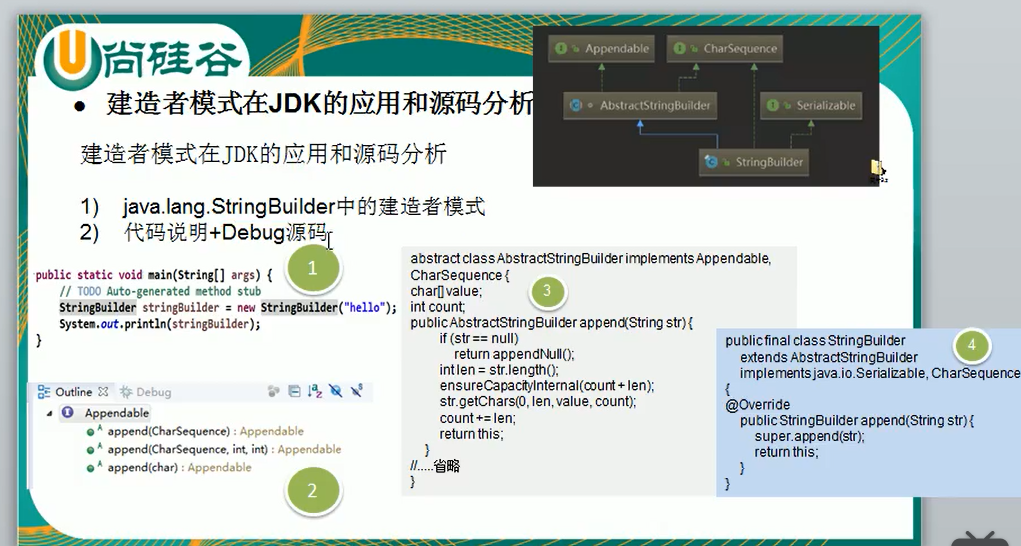 尚硅谷
建造者模式在JDK的应用和源码分析
Appendable
CharSequence
AbstractStringBuilder
Serializable
StringBuilder
建造者模式在JDK的应用和源码分析
1) java.lang.StringBuilder中的建造者模式
2) 代码说明+Debug源码
1
public static void main(String[] args) {
// TODO Auto-generated method stub
StringBuilder stringBuilder = new StringBuilder("hello");
System.out.println(stringBuilder);
}
Outline
Debug
Appendable
append(CharSequence) : Appendable
append(CharSequence, int, int) : Appendable
append(char) : Appendable
2
abstract class AbstractStringBuilder implements Appendable,
CharSequence {
3
char[] value;
int count;
public AbstractStringBuilder append(String str) {
if (str == null)
return appendNull();
int len = str.length();
ensureCapacityInternal(count + len);
str.getChars(0, len, value, count);
count += len;
return this;
}
//.....省略
}
4
public final class StringBuilder
extends AbstractStringBuilder
implements java.io.Serializable, CharSequence
{
@Override
public StringBuilder append(String str) {
super.append(str);
return this;
}
}